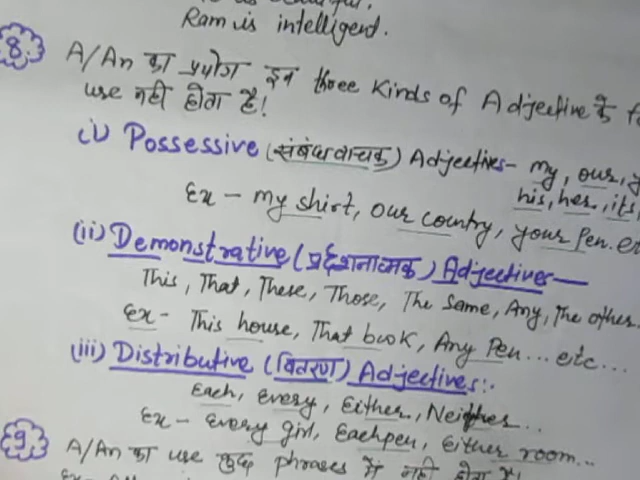 Ram is intelligent.
8. A/An का प्रयोग इन three Kinds of Adjective के
use नही होता है!
(i) Possessive (संबंधवाचक) Adjectives- my, our,
his, her, its,
Ex - my shirt, our country, your pen.
(ii) Demonstrative (प्रदेशनात्मक) Adjectives-
This, That, These, Those, The Same, Any, The other..
Ex- This house, That book, Any Pen... etc...
(iii) Distributive (वितरण) Adjectives:-
Each, Every, Either, Neither..
Ex- Every girl, Each pen, Either room...
9. A/An का use कुछ phrases में नही होता है!